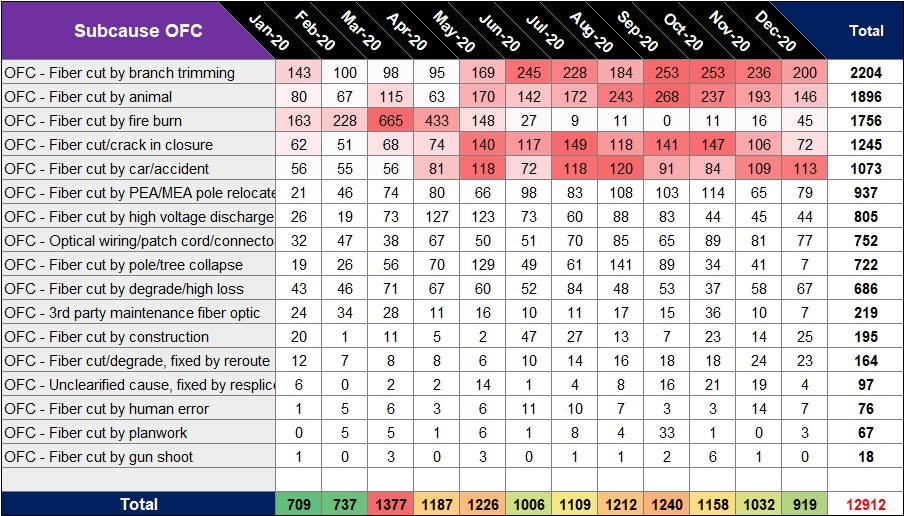 Subcause OFC Jan-20 Feb-20 Mar-20 Apr-20 May-20 Jun-20 Jul-20 Aug-20 Sep-20 Oct-20 Nov-20 Dec-20 Total
OFC - Fiber cut by branch trimming 143 100 98 95 169 245 228 184 253 253 236 200 2204
OFC - Fiber cut by animal 80 67 115 63 170 142 172 243 268 237 193 146 1896
OFC - Fiber cut by fire burn 163 228 665 433 148 27 9 11 0 11 16 45 1756
OFC - Fiber cut/crack in closure 62 51 68 74 140 117 149 118 141 147 106 72 1245
OFC - Fiber cut by car/accident 56 55 56 81 118 72 118 120 91 84 109 113 1073
OFC - Fiber cut by PEA/MEA pole relocate 21 46 74 80 66 98 83 108 103 114 65 79 937
OFC - Fiber cut by high voltage discharge 26 19 73 127 123 73 60 88 83 44 45 44 805
OFC - Optical wiring/patch cord/connecto 32 47 38 67 50 51 70 85 65 89 81 77 752
OFC - Fiber cut by pole/tree collapse 19 26 56 70 129 49 61 141 89 34 41 7 722
OFC - Fiber cut by degrade/high loss 43 46 71 67 60 52 84 48 53 37 58 67 686
OFC - 3rd party maintenance fiber optic 24 34 28 11 16 10 11 17 15 36 10 7 219
OFC - Fiber cut by construction 20 1 11 5 2 47 27 13 7 23 14 25 195
OFC - Fiber cut/degrade, fixed by reroute 12 7 8 8 6 10 14 16 18 18 24 23 164
OFC - Unclearified cause, fixed by resplice 6 0 2 2 14 1 4 8 16 21 19 4 97
OFC - Fiber cut by human error 1 5 6 3 6 11 10 7 3 3 14 7 76
OFC - Fiber cut by planwork 0 5 5 1 6 1 8 4 33 1 0 3 67
OFC - Fiber cut by gun shoot 1 0 3 0 3 0 1 1 2 6 1 0 18
Total 709 737 1377 1187 1226 1006 1109 1212 1240 1158 1032 919 12912